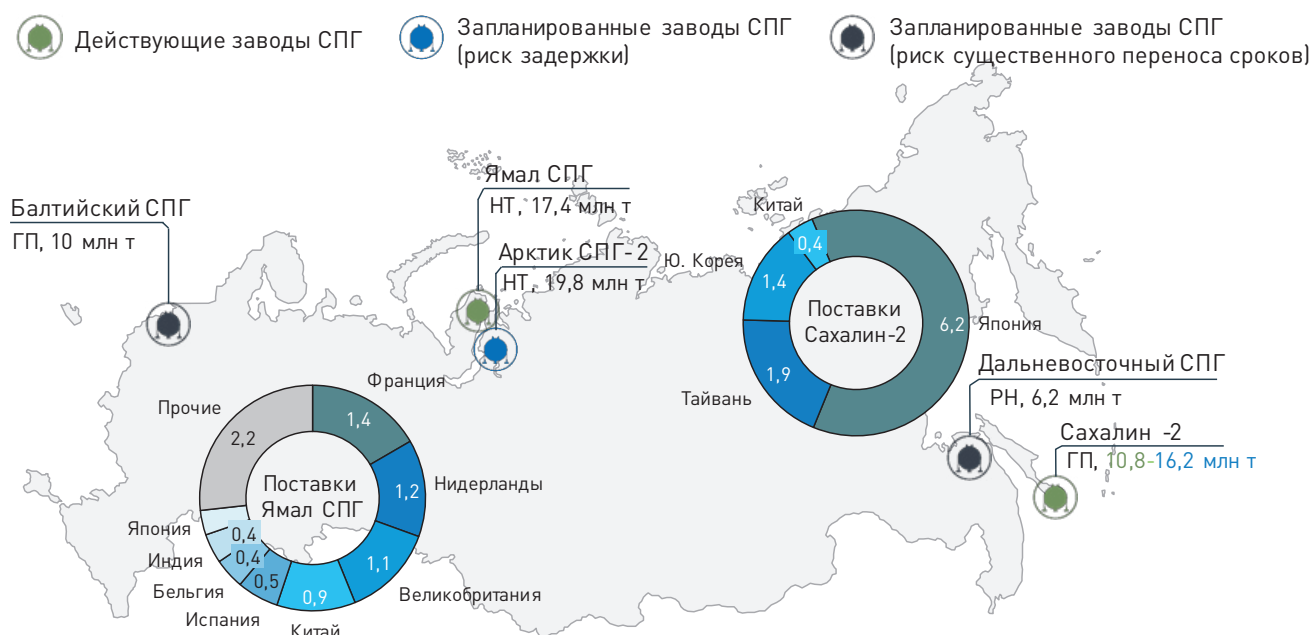 Действующие заводы СПГ
Запланированные заводы СПГ
(риск задержки)
Запланированные заводы СПГ
(риск существенного переноса сроков)
Ямал СПГ
НТ, 17,4 млн т
Балтийский СПГ
ГП, 10 млн т
Арктик СПГ- 2
НТ, 19,8 млн т
Китай
0,4
Ю. Корея
1,4
Поставки
Сахалин-2
6,2
Япония
1,9
Тайвань
Дальневосточный СПГ
РН, 6,2 млн т
Сахалин -2
ГП, 10,8-16,2 млн т
Франция
Прочие
1,4
2,2
Поставки
Ямал СПГ
1,2
Нидерланды
Япония
0,4
Индия
0,4
Бельгия
0,5
Испания
0,9
Китай
1,1
Великобритания